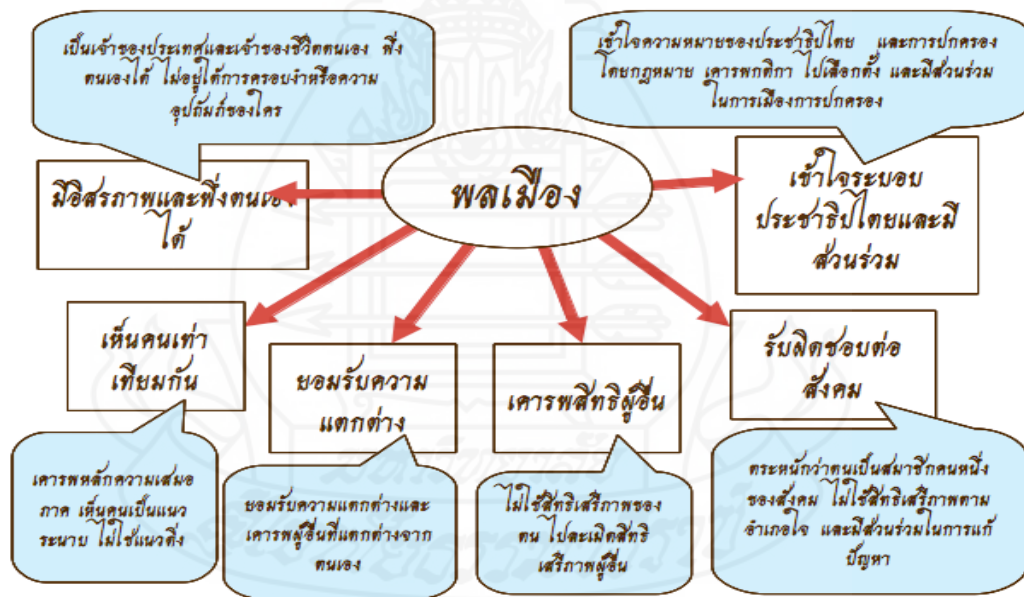 เป็นเจ้าของประเทศและเจ้าของชีวิตตนเอง พึ่ง
ตนเองได้ ไม่อยู่ใต้การครอบงำหรือความ
อุปถัมภ์ของใคร
เข้าใจความหมายของประชาธิปไตย และการปกครอง
โดยกฎหมาย เคารพกติกา ไปเลือกตั้ง และมีส่วนร่วม
ในการเมืองการปกครอง
พลเมือง
มีอิสรภาพและพึ่งตนเอง
ได้
เข้าใจระบอบ
ประชาธิปไตยและมี
ส่วนร่วม
เห็นคนเท่า
เทียมกัน
ยอมรับความ
แตกต่าง
เคารพสิทธิผู้อื่น
รับผิดชอบต่อ
สังคม
เคารพหลักความเสมอ
ภาค เห็นคนเป็นแนว
ระนาบ ไม่ใช่แนวดิ่ง
ยอมรับความแตกต่างและ
เคารพผู้อื่นที่แตกต่างจาก
ตนเอง
ไม่ใช้สิทธิเสรีภาพของ
ตน ไปละเมิดสิทธิ
เสรีภาพผู้อื่น
ตระหนักว่าตนเป็นสมาชิกคนหนึ่ง
ของสังคม ไม่ใช้สิทธิเสรีภาพตาม
อำเภอใจ และมีส่วนร่วมในการแก้
ปัญหา